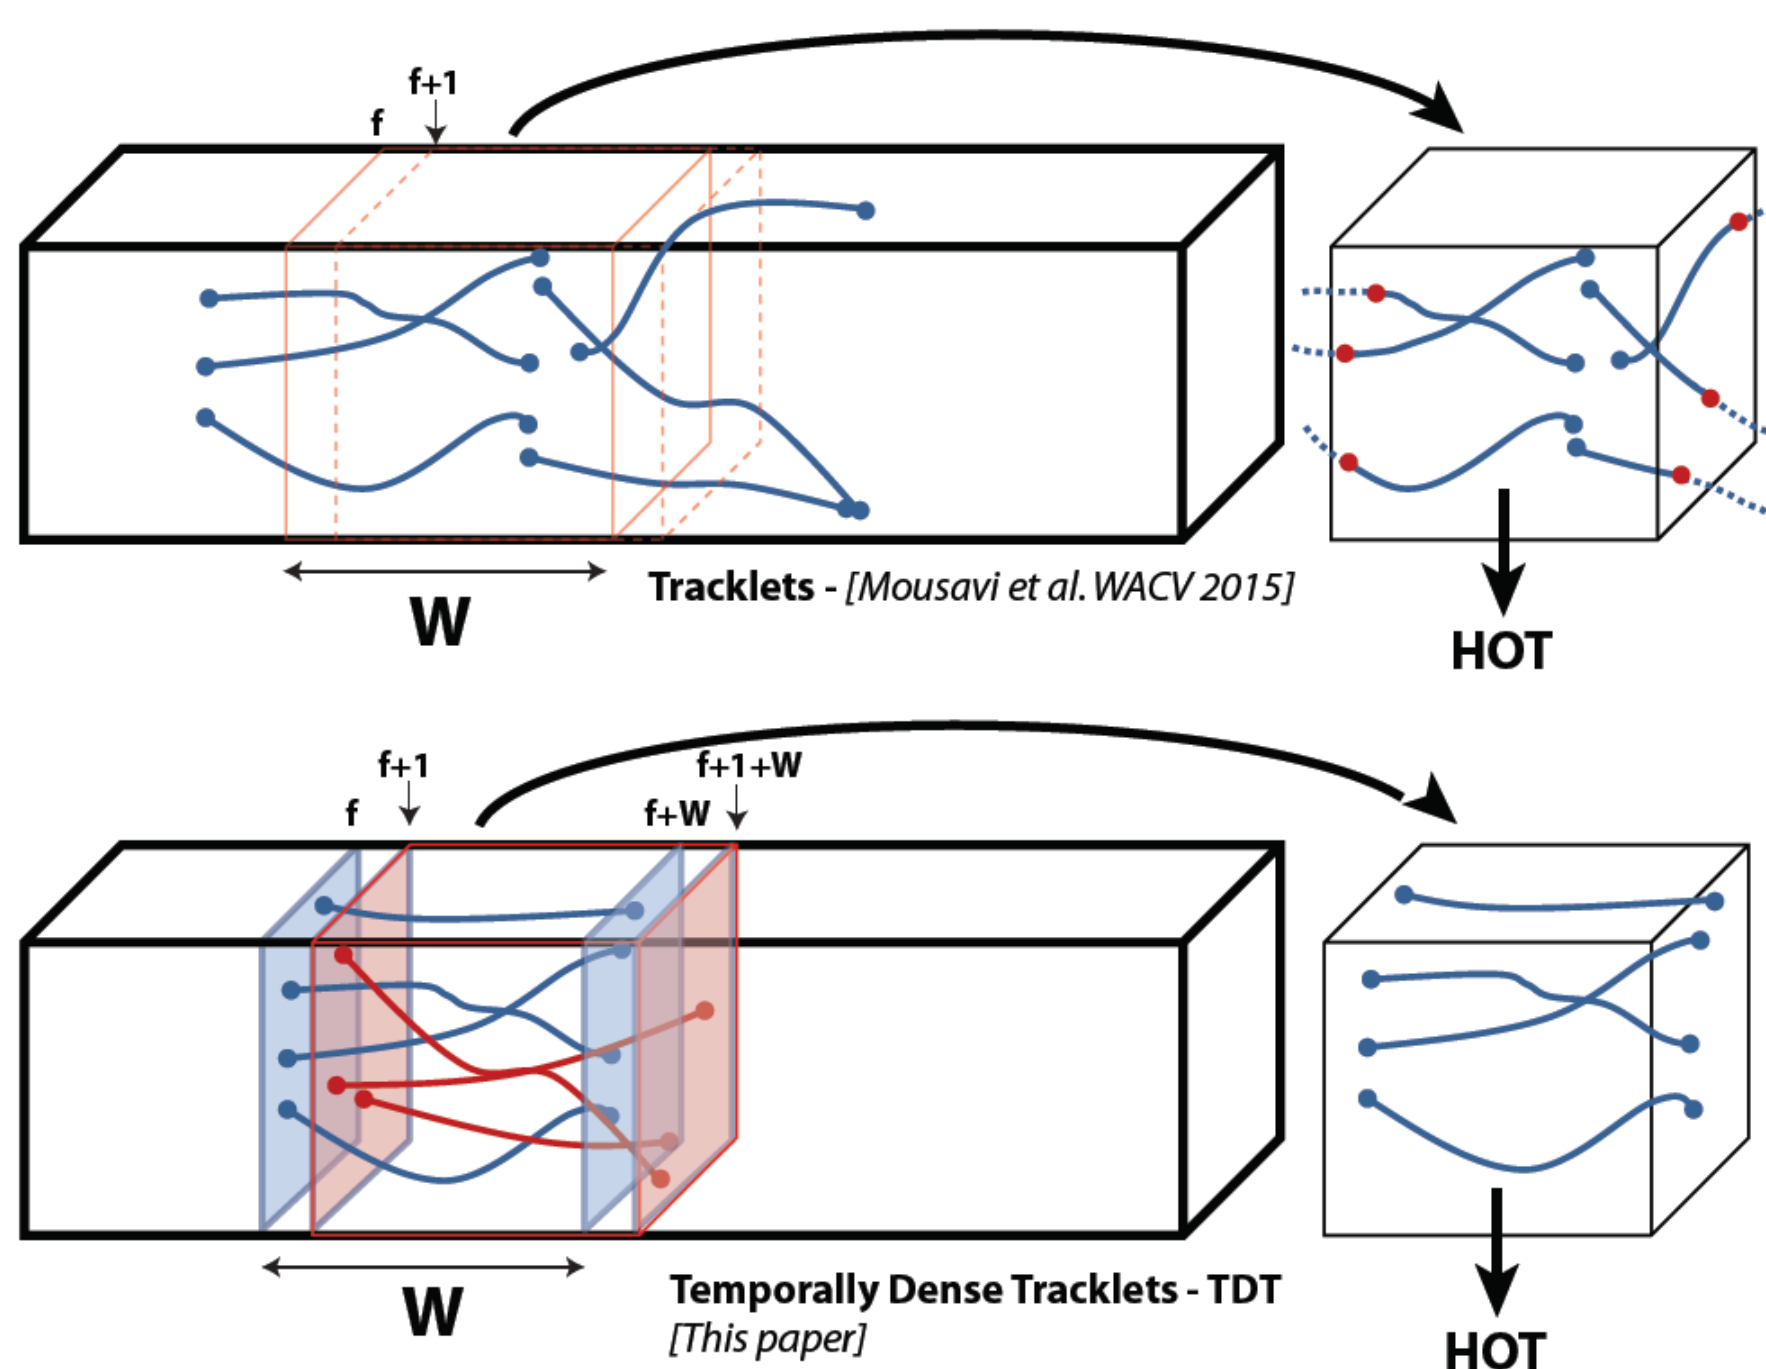 f+1
f
Tracklets - [Mousavi et al. WACV 2015]
W
HOT
f+1
f+1+W
f
f+W
W
Temporally Dense Tracklets - TDT
[This paper]
HOT